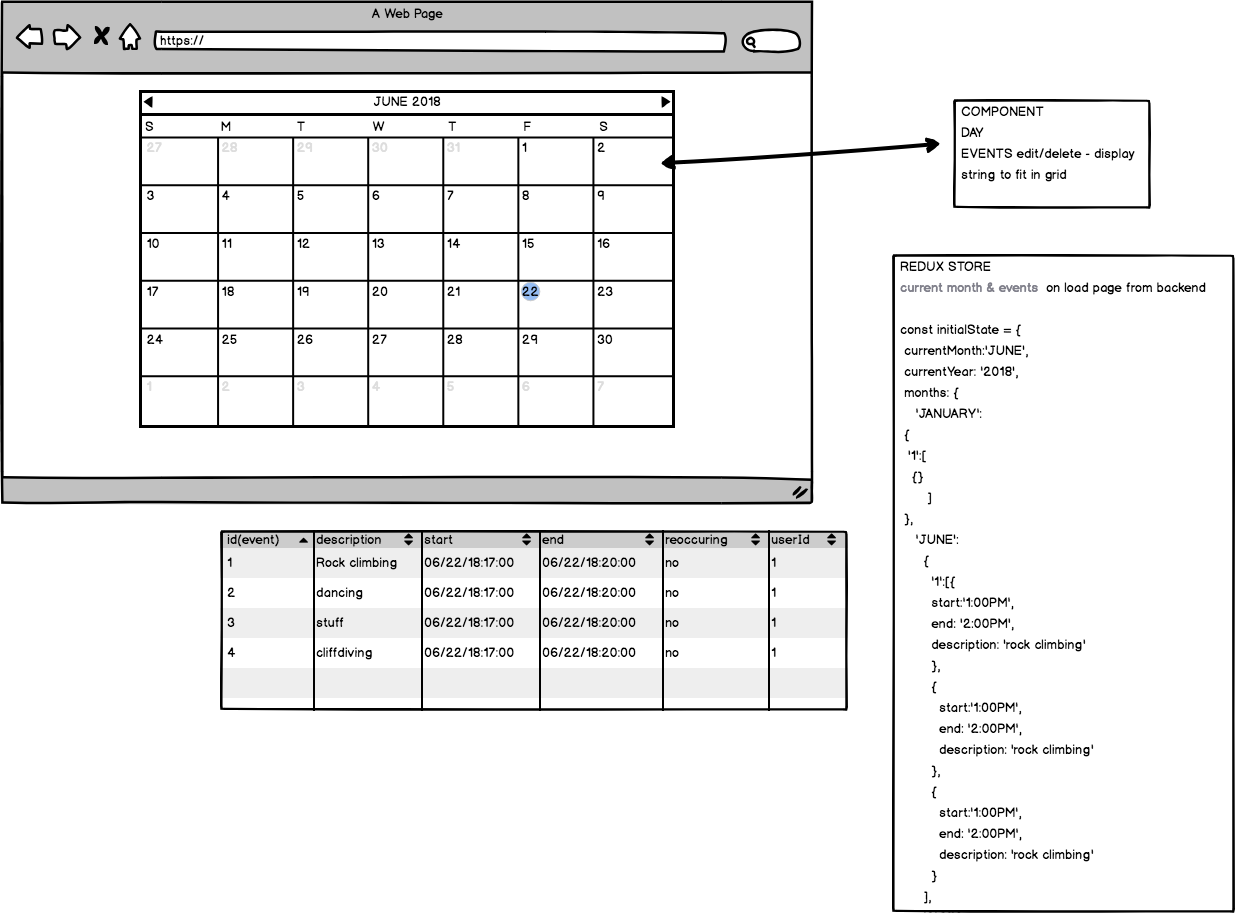 A Web Page
https://
JUNE 2018
S M T W T F S
27 28 29 30 31 1 2
3 4 5 6 7 8 9
10 11 12 13 14 15 16
17 18 19 20 21 22 23
24 25 26 27 28 29 30
1 2 3 4 5 6 7
COMPONENT
DAY
EVENTS edit/delete - display
string to fit in grid
id(event) description start end reoccuring userId
1 Rock climbing 06/22/18:17:00 06/22/18:20:00 no 1
2 dancing 06/22/18:17:00 06/22/18:20:00 no 1
3 stuff 06/22/18:17:00 06/22/18:20:00 no 1
4 cliffdiving 06/22/18:17:00 06/22/18:20:00 no 1
REDUX STORE
current month & events on load page from backend
const initialState = {
currentMonth:'JUNE',
currentYear: '2018',
months: {
'JANUARY':
{
'1':[
{}
]
},
'JUNE':
{
'1':[{
start:'1:00PM',
end: '2:00PM',
description: 'rock climbing'
},
{
start:'1:00PM',
end: '2:00PM',
description: 'rock climbing'
},
{
start:'1:00PM',
end: '2:00PM',
description: 'rock climbing'
}
],